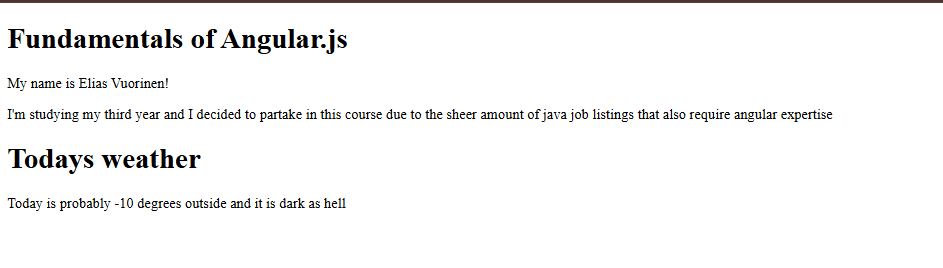 Fundamentals of Angular.js
My name is Elias Vuorinen!
I'm studying my third year and I decided to partake in this course due to the sheer amount of java job listings that also require angular expertise
Todays weather
Today is probably -10 degrees outside and it is dark as hell